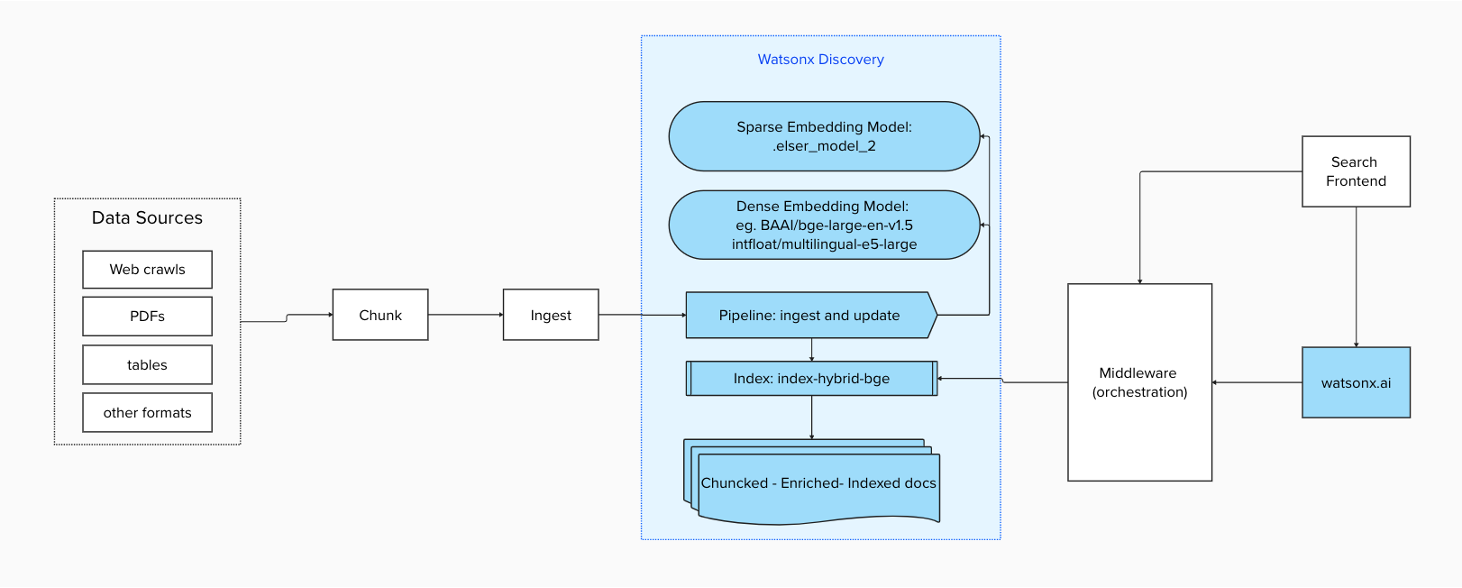 Watsonx Discovery
Sparse Embedding Model:
.elser_model_2
Dense Embedding Model:
eg. BAAI/bge-large-en-v1.5
intfloat/multilingual-e5-large
Data Sources
Web crawls
PDFs
tables
other formats
Chunk
Ingest
Pipeline: ingest and update
Index: index-hybrid-bge
Chuncked - Enriched- Indexed docs
Search
Frontend
Middleware
(orchestration)
watsonx.ai